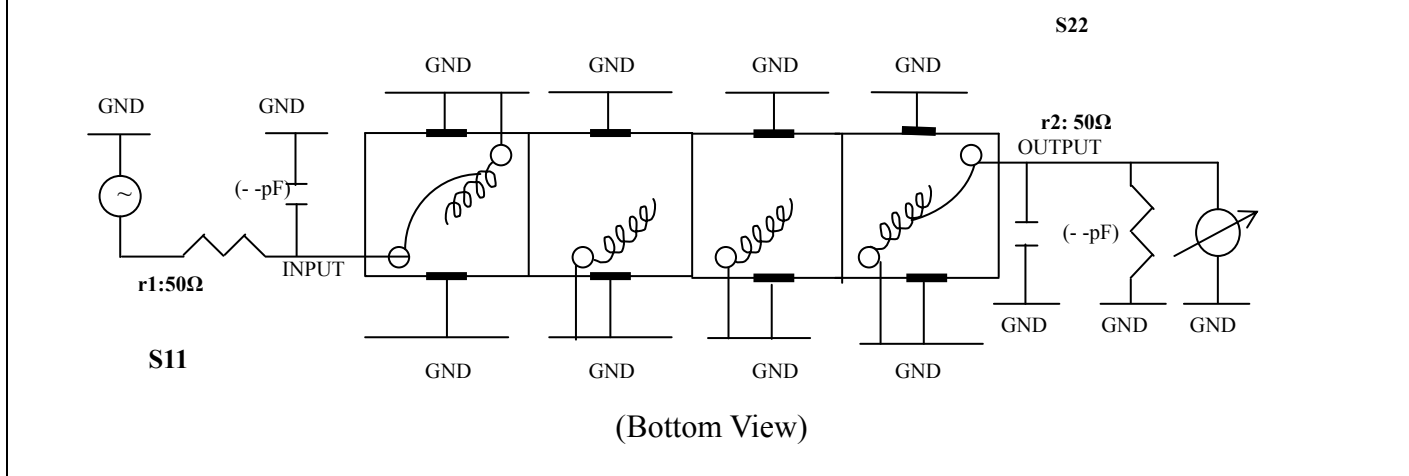 S22
GND GND GND GND
GND GND
r2: 50Ω
OUTPUT
~
(- -pF)
(- -pF)
INPUT
r1:50Ω
GND GND GND
S11
GND GND GND GND
(Bottom View)